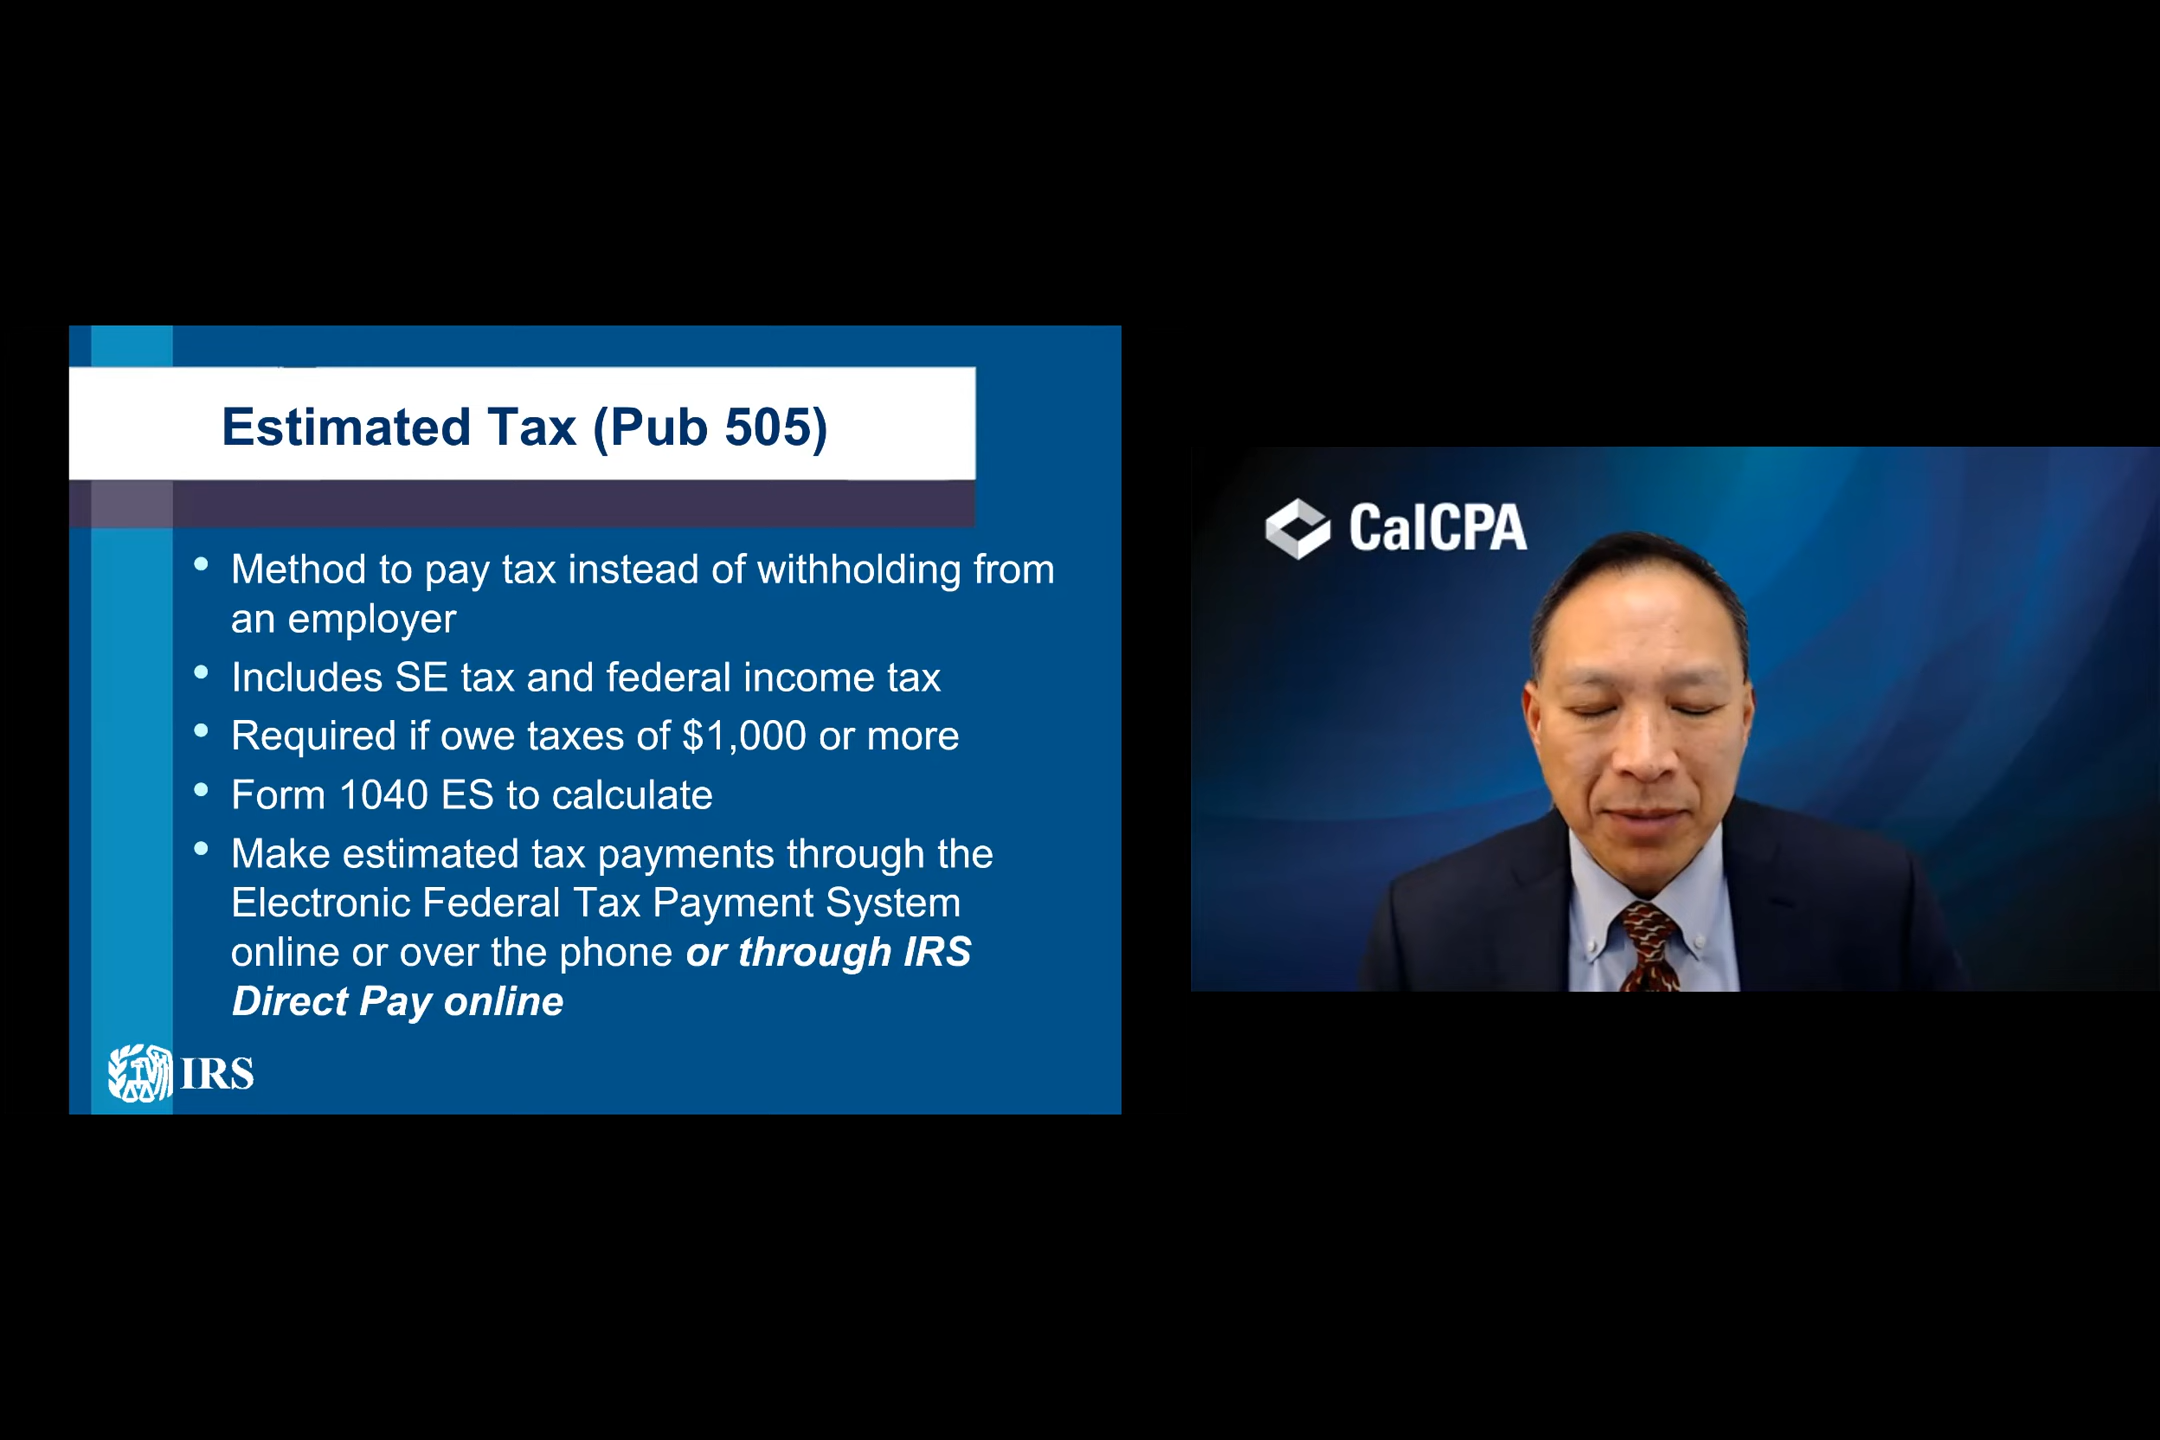 Estimated Tax (Pub 505)
• Method to pay tax instead of withholding from
an employer
• Includes SE tax and federal income tax
• Required if owe taxes of $1,000 or more
• Form 1040 ES to calculate
• Make estimated tax payments through the
Electronic Federal Tax Payment System
online or over the phone or through IRS
Direct Pay online
IRS
CalCPA